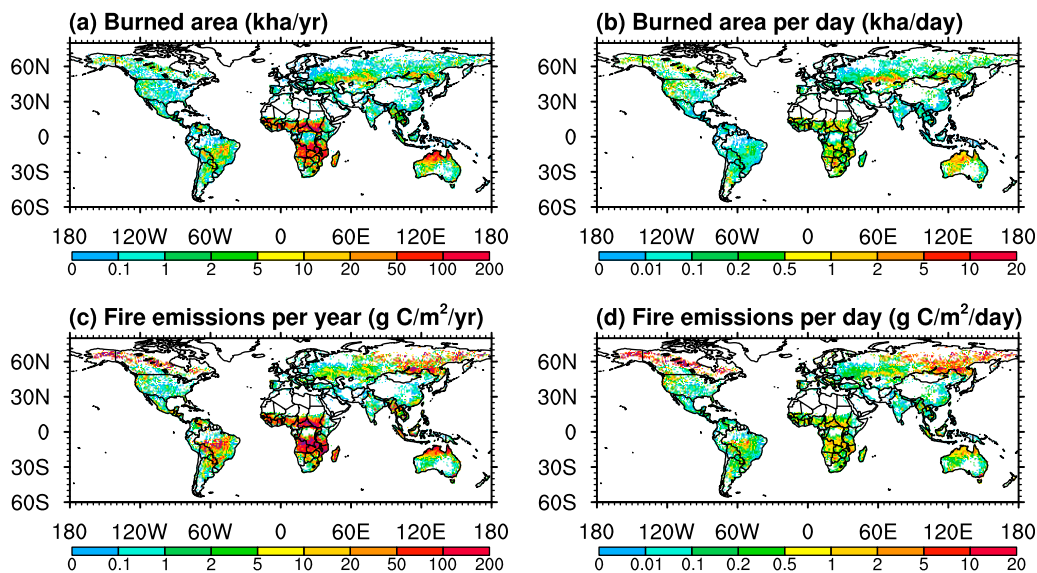 (a) Burned area (kha/yr)
(b) Burned area per day (kha/day)
60N
30N
0
30S
60S
60N
30N
0
30S
60S
180 120W 60W 0 60E 120E 180
180 120W 60W 0 60E 120E 180
0 0.1 1 2 5 10 20 50 100 200
0 0.01 0.1 0.2 0.5 1 2 5 10 20
(c) Fire emissions per year (g C/m²/yr)
(d) Fire emissions per day (g C/m²/day)
60N
30N
0
30S
60S
60N
30N
0
30S
60S
180 120W 60W 0 60E 120E 180
180 120W 60W 0 60E 120E 180
0 0.1 1 2 5 10 20 50 100 200
0 0.01 0.1 0.2 0.5 1 2 5 10 20